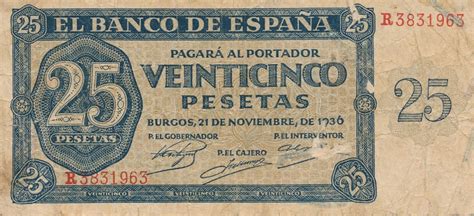 25 EL BANCO DE ESPAÑA 25
R3831963
PAGARÁ AL PORTADOR
25
VEINTICINCO
PESETAS
25
BURGOS, 21 DE NOVIEMBRE, DE 1936
P.EL GOBERNADOR P.EL INTERVENTOR
P.EL CAJERO
R3831963
25 VEINTICINCO PESETAS 25